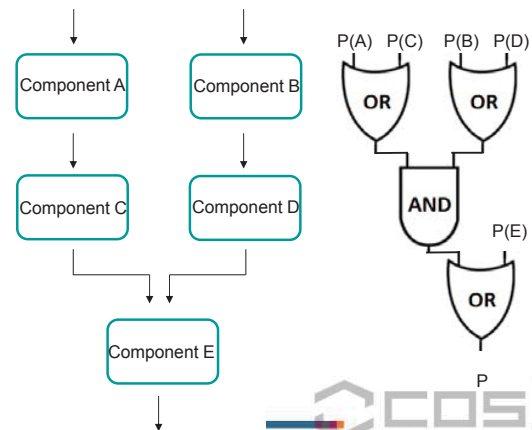 Component A
Component B
Component C
Component D
Component E
P(A) P(C) P(B) P(D)
OR OR
AND
P(E)
OR
P
COS